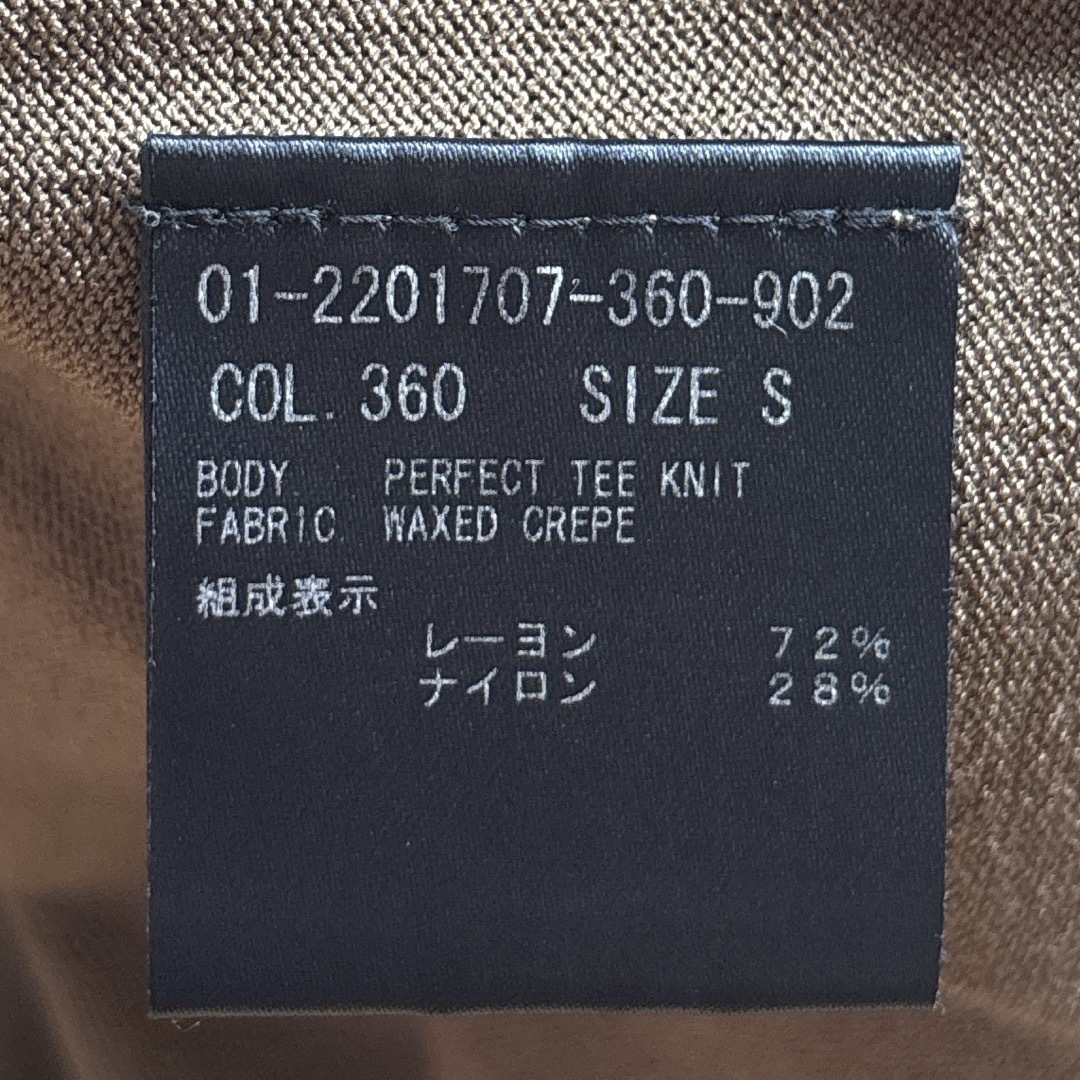 01-2201707-360-902
COL. 360 SIZE S
BODY. PERFECT TEE KNIT
FABRIC. WAXED CREPE
組成表示
レーヨン 72%
ナイロン 28%